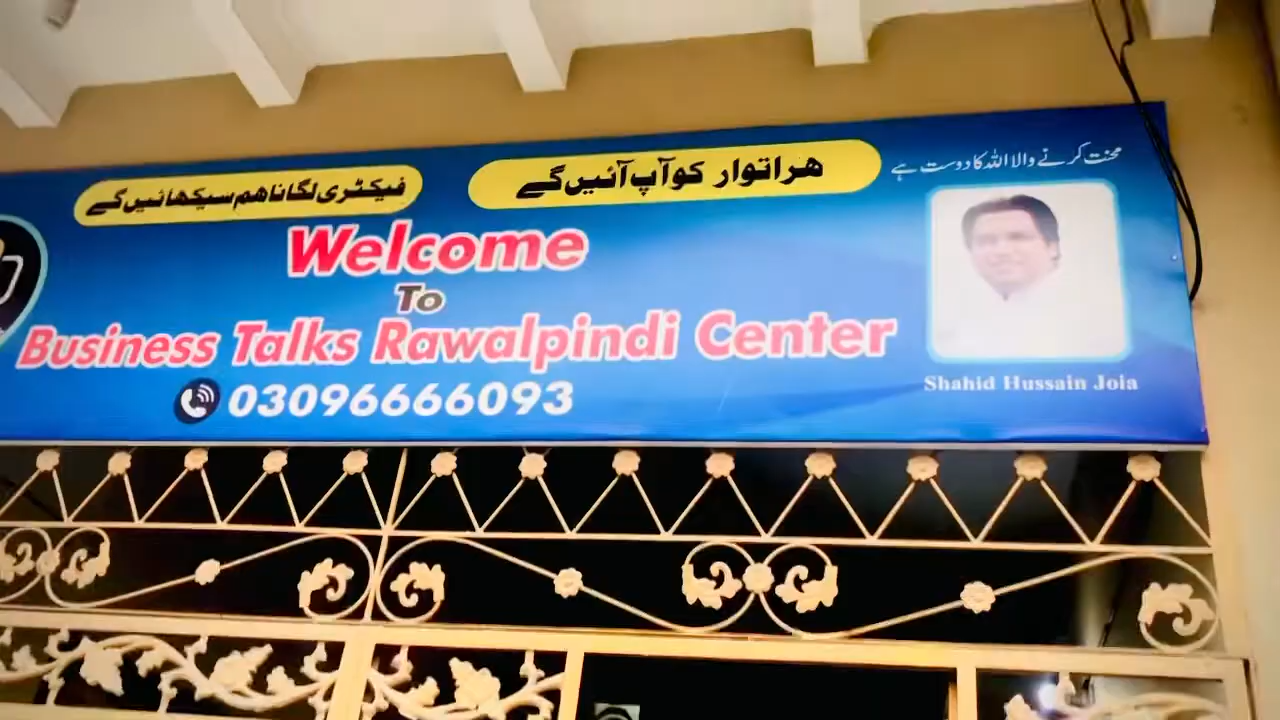 محنت کرنے والا اللہ کا دوست ہے
ہر اتوار کو آپ آئیں گے
فیکٹری لگانا ہم سیکھائیں گے
Welcome
To
Business Talks Rawalpindi Center
03096666093
Shahid Hussain Joia